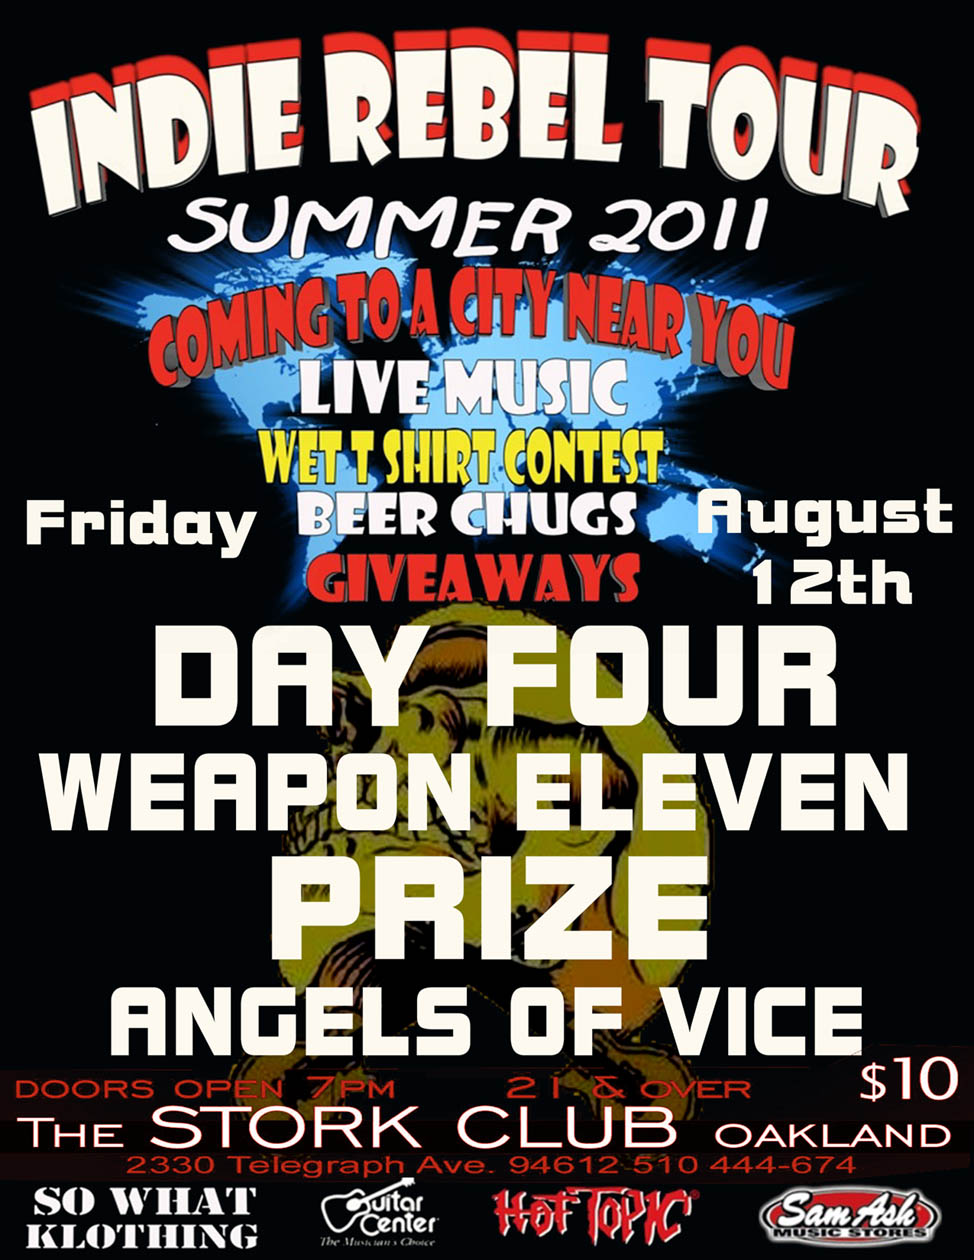 INDIE REBEL TOUR
SUMMER 2011
COMING TO A CITY NEAR YOU
LIVE MUSIC
WET T SHIRT CONTEST
BEER CHUGS
Friday
August
12th
GIVEAWAYS
DAY FOUR
WEAPON ELEVEN
PRIZE
ANGELS OF VICE
DOORS OPEN 7PM 21 & OVER $10
THE STORK CLUB OAKLAND
2330 Telegraph Ave. 94612 510 444-674
SO WHAT
KLOTHING
Guitar
Center
The Musician's Choice
HOT TOPIC®
Sam Ash
MUSIC STORES